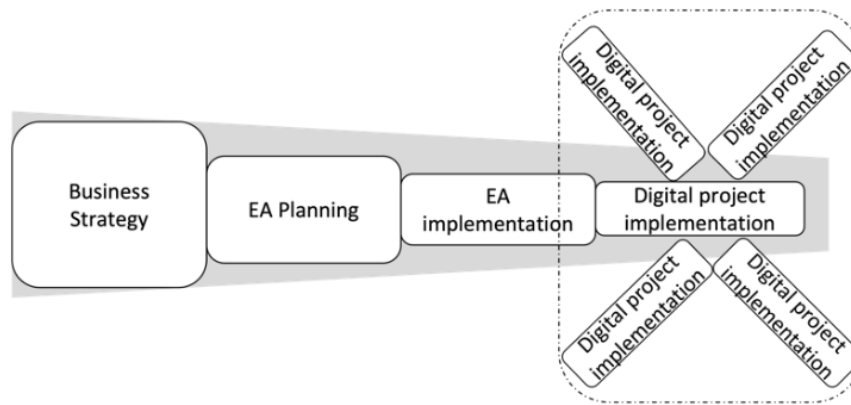 Business
Strategy
EA Planning
EA
implementation
Digital project
implementation
Digital project
implementation
Digital project
implementation
Digital project
implementation
Digital project
implementation